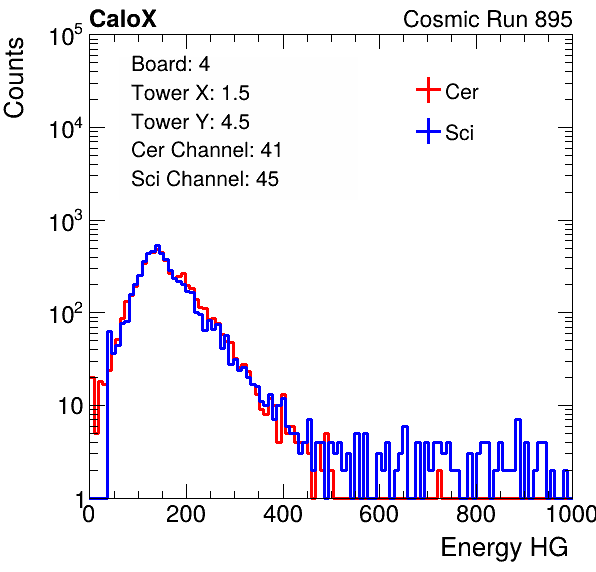 CaloX Cosmic Run 895
Counts
10^5
10^4
10^3
10^2
10
1
Board: 4
Tower X: 1.5
Tower Y: 4.5
Cer Channel: 41
Sci Channel: 45
Cer
Sci
0 200 400 600 800 1000
Energy HG